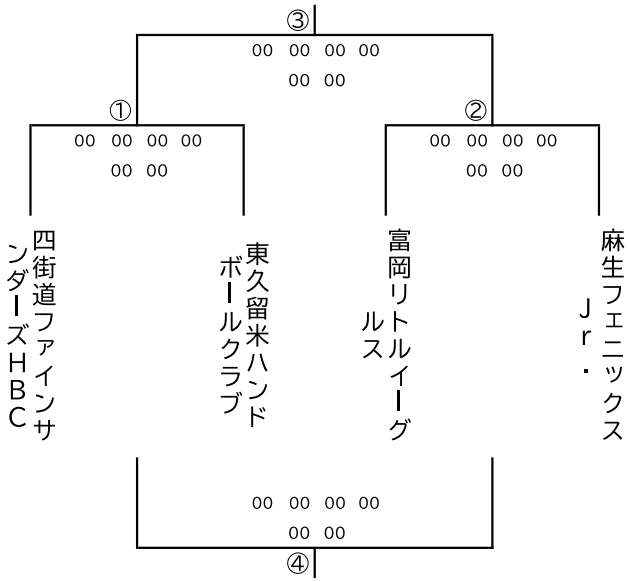 ③
00 00 00 00
00 00
①
00 00 00 00
00 00
②
00 00 00 00
00 00
四街道ファインサ
ンダーズHBC
東久留米ハンド
ボールクラブ
富岡リトルイーグ
ルス
麻生フェニックス
Jr.
00 00 00 00
00 00
④